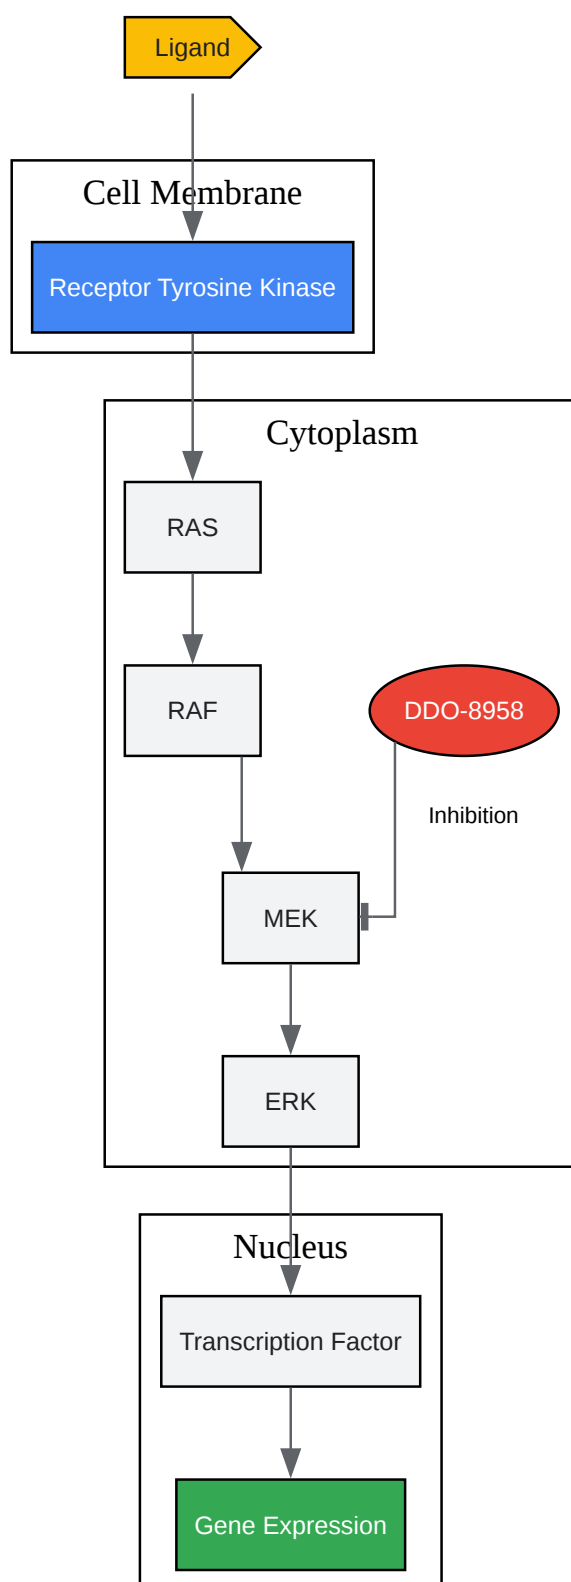 Ligand
Cell Membrane
Receptor Tyrosine Kinase
Cytoplasm
RAS
RAF
DDO-8958
Inhibition
MEK
ERK
Nucleus
Transcription Factor
Gene Expression